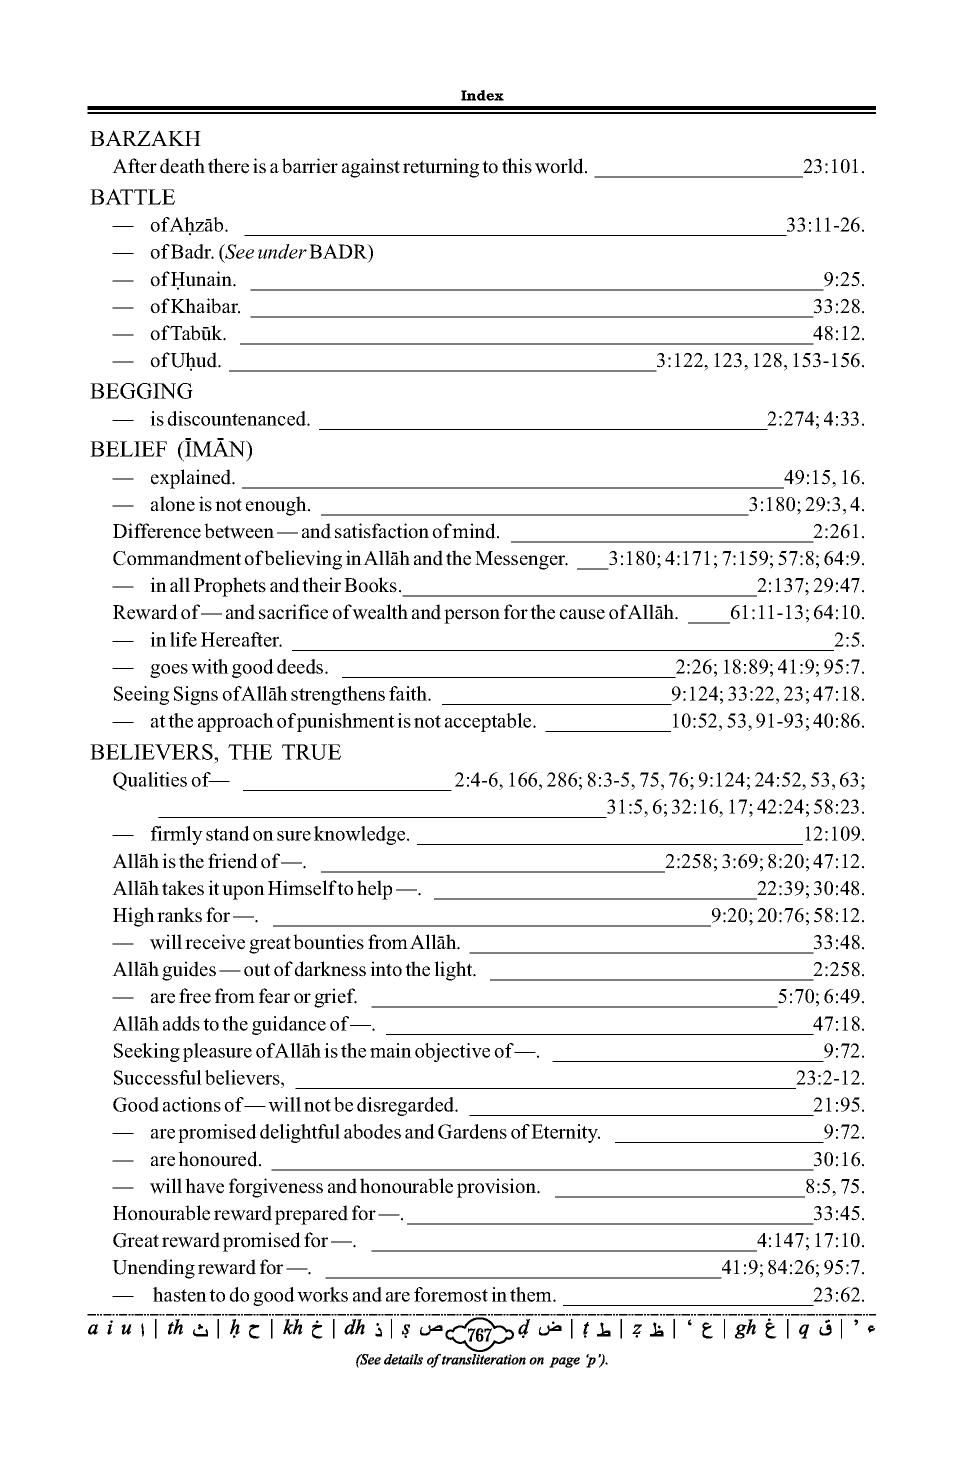 Index
BARZAKH
After death there is a barrier against returning to this world. 23:101.
BATTLE
— of Aḥzāb. 33:11-26.
— of Badr. (See under BADR)
— of Ḥunain. 9:25.
— of Khaibar. 33:28.
— of Tabūk. 48:12.
— of Uḥud. 3:122, 123, 128, 153-156.
BEGGING
— is discountenanced. 2:274; 4:33.
BELIEF (ĪMĀN)
— explained. 49:15, 16.
— alone is not enough. 3:180; 29:3, 4.
Difference between — and satisfaction of mind. 2:261.
Commandment of believing in Allāh and the Messenger. 3:180; 4:171; 7:159; 57:8; 64:9.
— in all Prophets and their Books. 2:137; 29:47.
Reward of — and sacrifice of wealth and person for the cause of Allāh. 61:11-13; 64:10.
— in life Hereafter. 2:5.
— goes with good deeds. 2:26; 18:89; 41:9; 95:7.
Seeing Signs of Allāh strengthens faith. 9:124; 33:22, 23; 47:18.
— at the approach of punishment is not acceptable. 10:52, 53, 91-93; 40:86.
BELIEVERS, THE TRUE
Qualities of— 2:4-6, 166, 286; 8:3-5, 75, 76; 9:124; 24:52, 53, 63;
31:5, 6; 32:16, 17; 42:24; 58:23.
— firmly stand on sure knowledge. 12:109.
Allāh is the friend of —. 2:258; 3:69; 8:20; 47:12.
Allāh takes it upon Himself to help —. 22:39; 30:48.
High ranks for —. 9:20; 20:76; 58:12.
— will receive great bounties from Allāh. 33:48.
Allāh guides — out of darkness into the light. 2:258.
— are free from fear or grief. 5:70; 6:49.
Allāh adds to the guidance of —. 47:18.
Seeking pleasure of Allāh is the main objective of —. 9:72.
Successful believers, 23:2-12.
Good actions of — will not be disregarded. 21:95.
— are promised delightful abodes and Gardens of Eternity. 9:72.
— are honoured. 30:16.
— will have forgiveness and honourable provision. 8:5, 75.
Honourable reward prepared for —. 33:45.
Great reward promised for —. 4:147; 17:10.
Unending reward for —. 41:9; 84:26; 95:7.
— hasten to do good works and are foremost in them. 23:62.
a i u ا | th ث | ḥ ح | kh خ | dh ذ | ṣ ص 767 ḍ ض | ṭ ط | ẓ ظ | ‘ ع | gh غ | q ق | ’ ء
(See details of transliteration on page ‘p’).